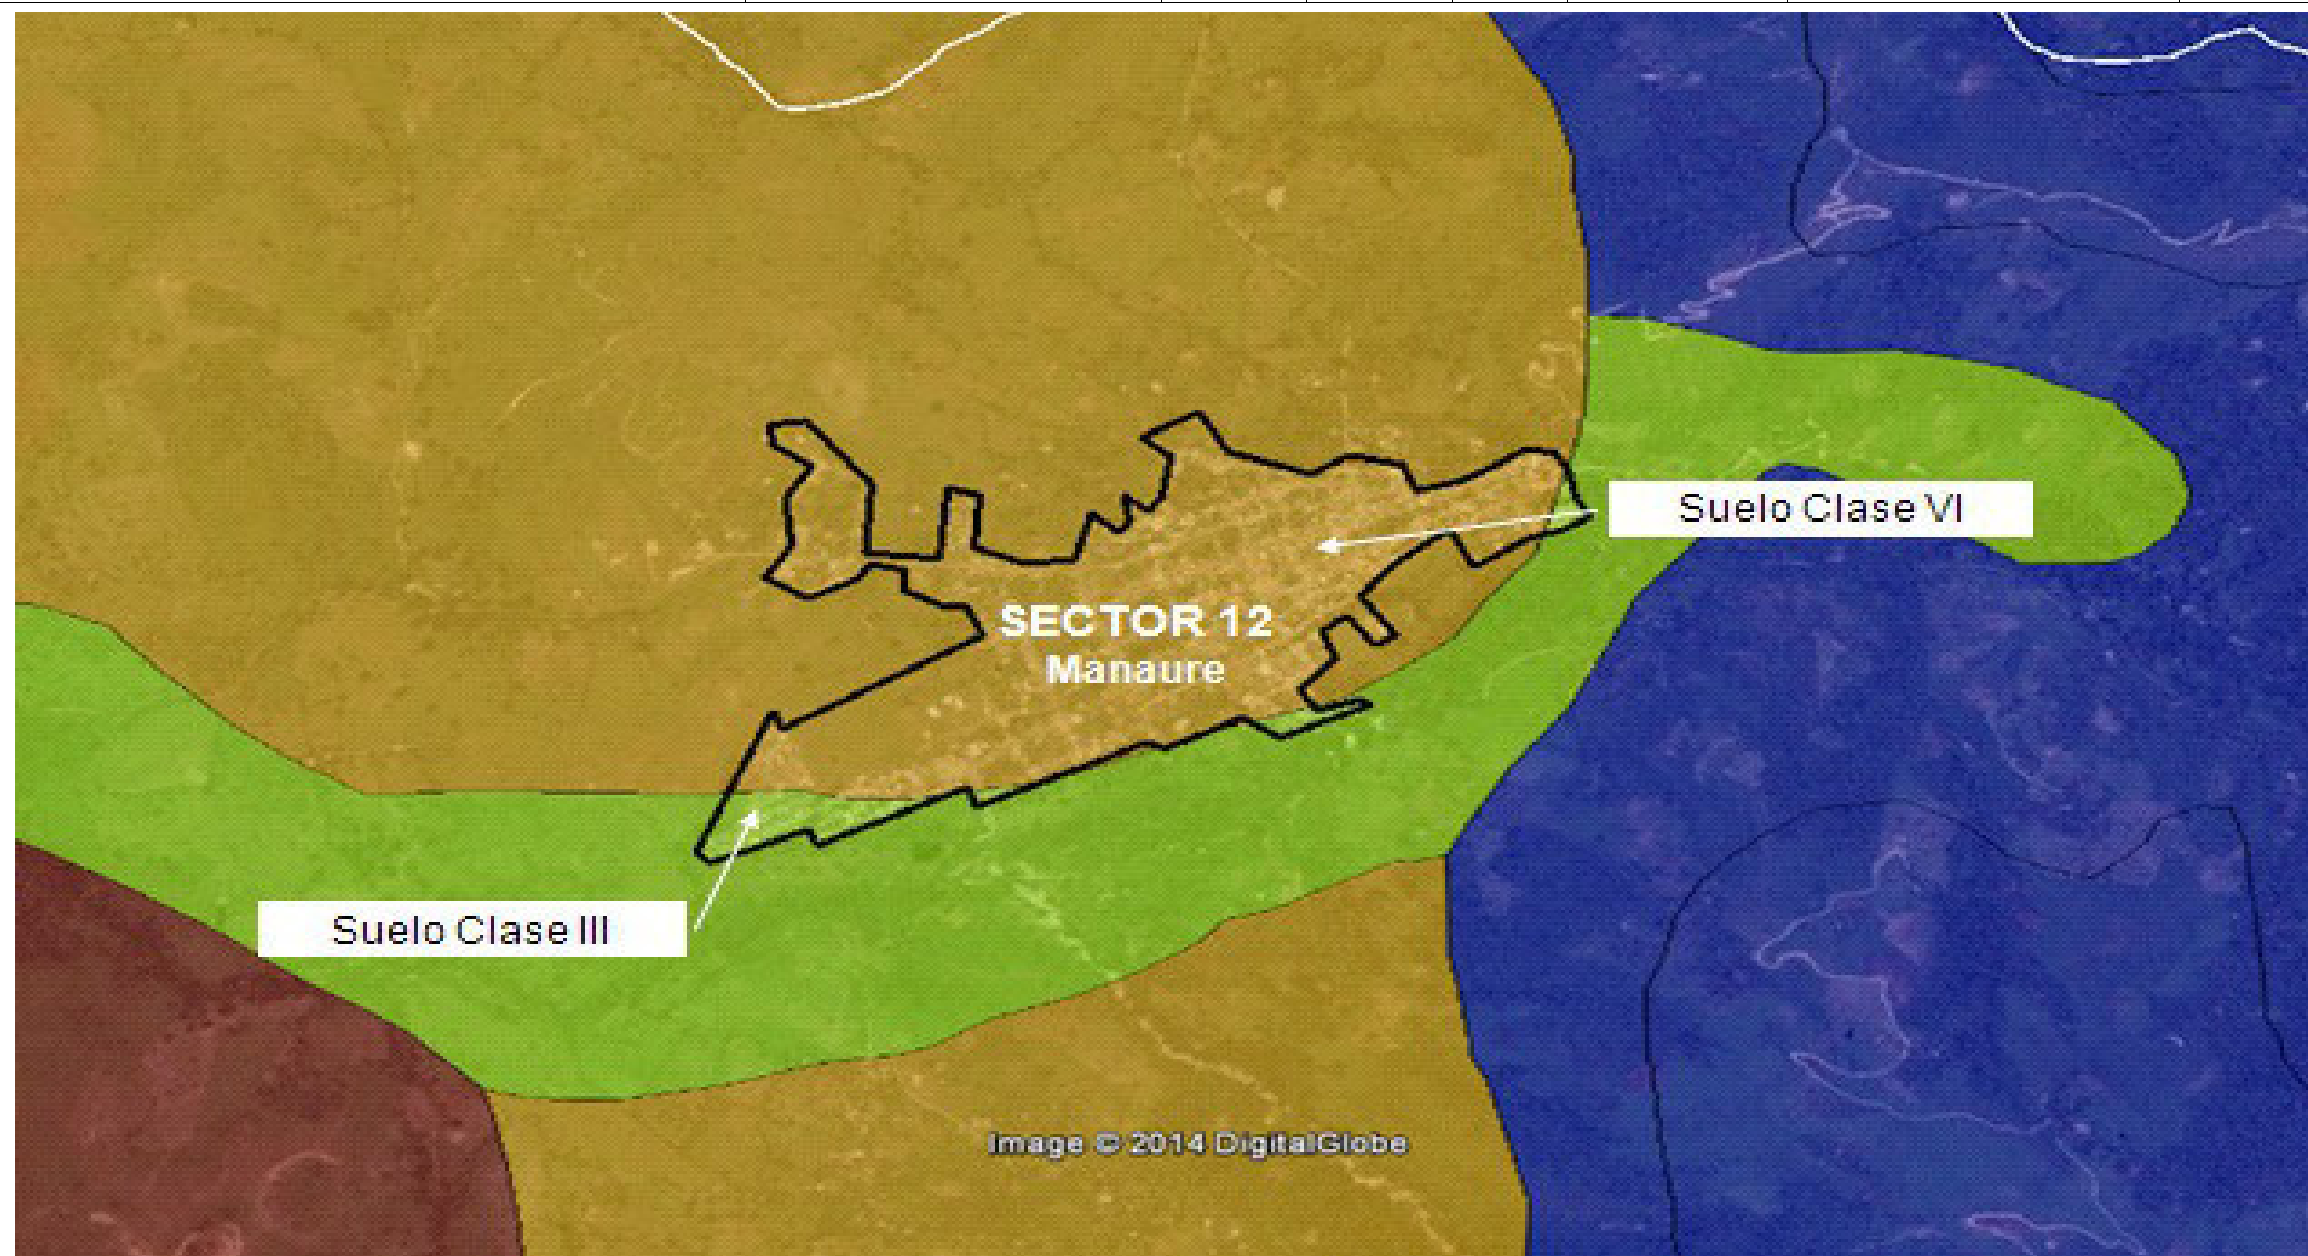 Suelo Clase VI
SECTOR 12
Manaure
Suelo Clase III
Image © 2014 DigitalGlobe